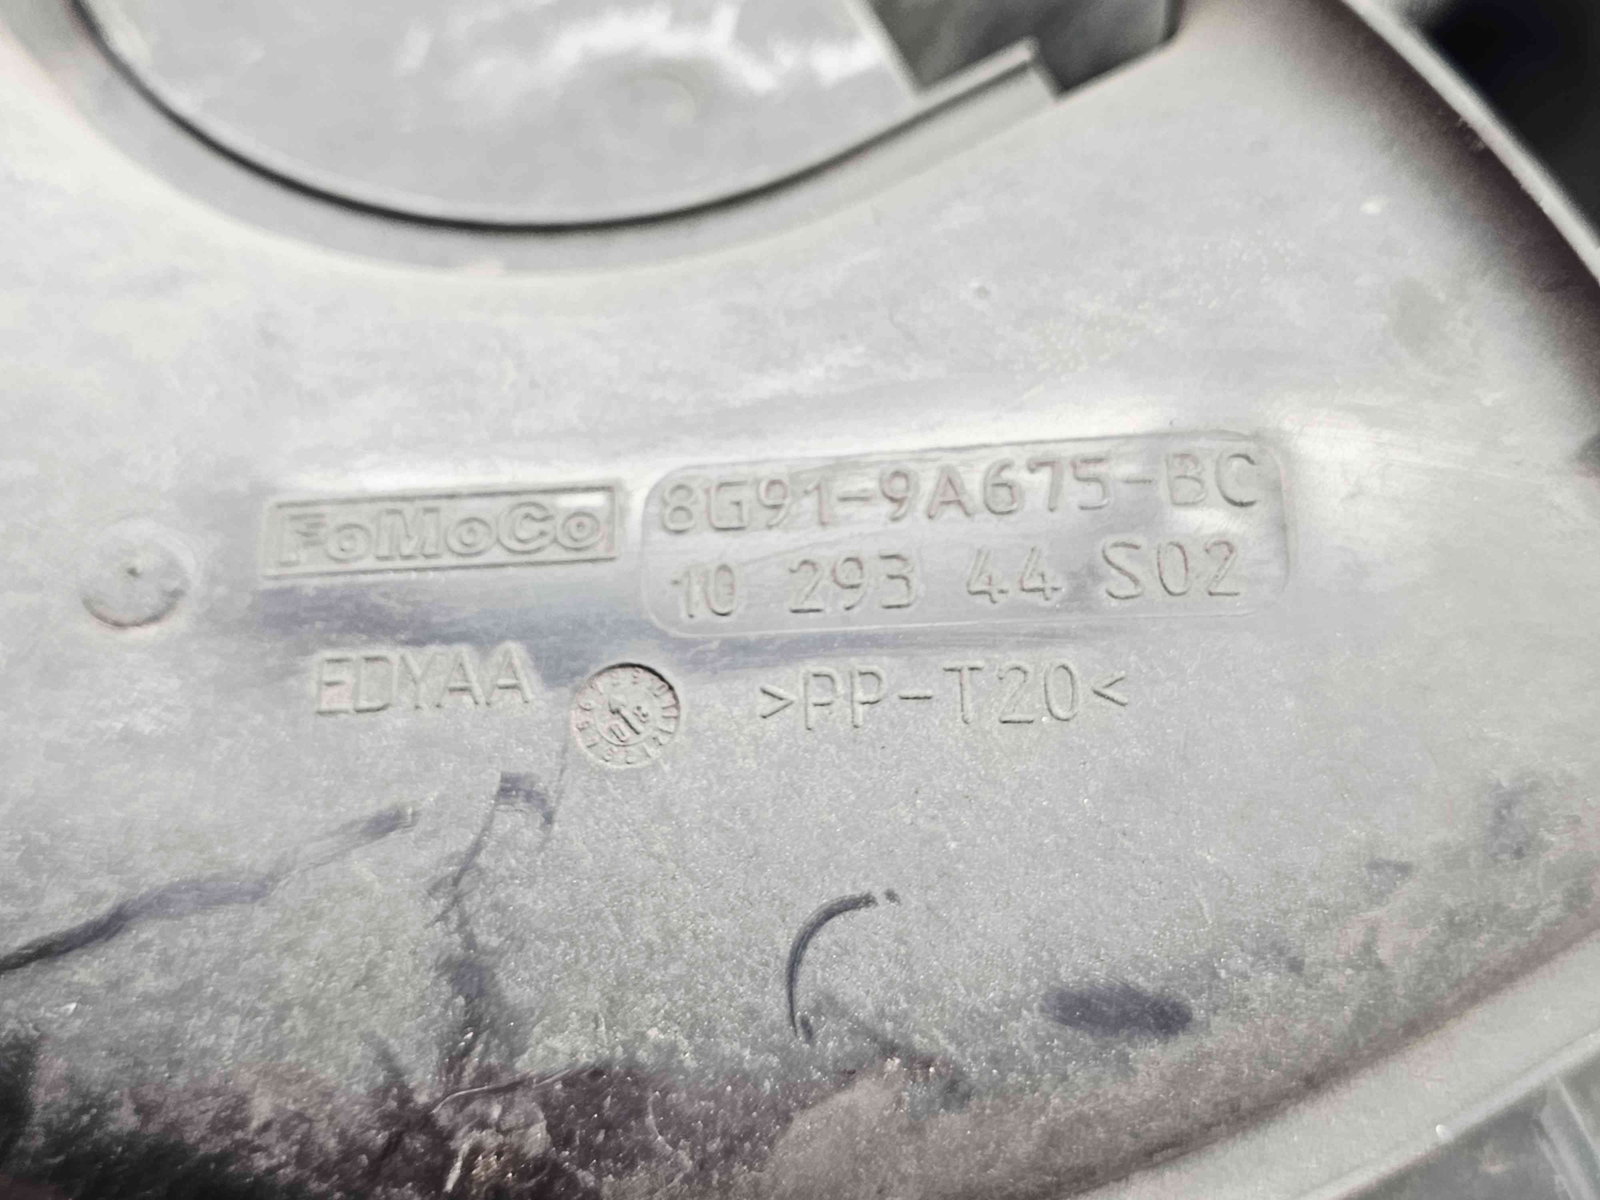 FoMoCo
8G91-9A675-BC
10 293 44 S02
EDYAA
>PP-T20<